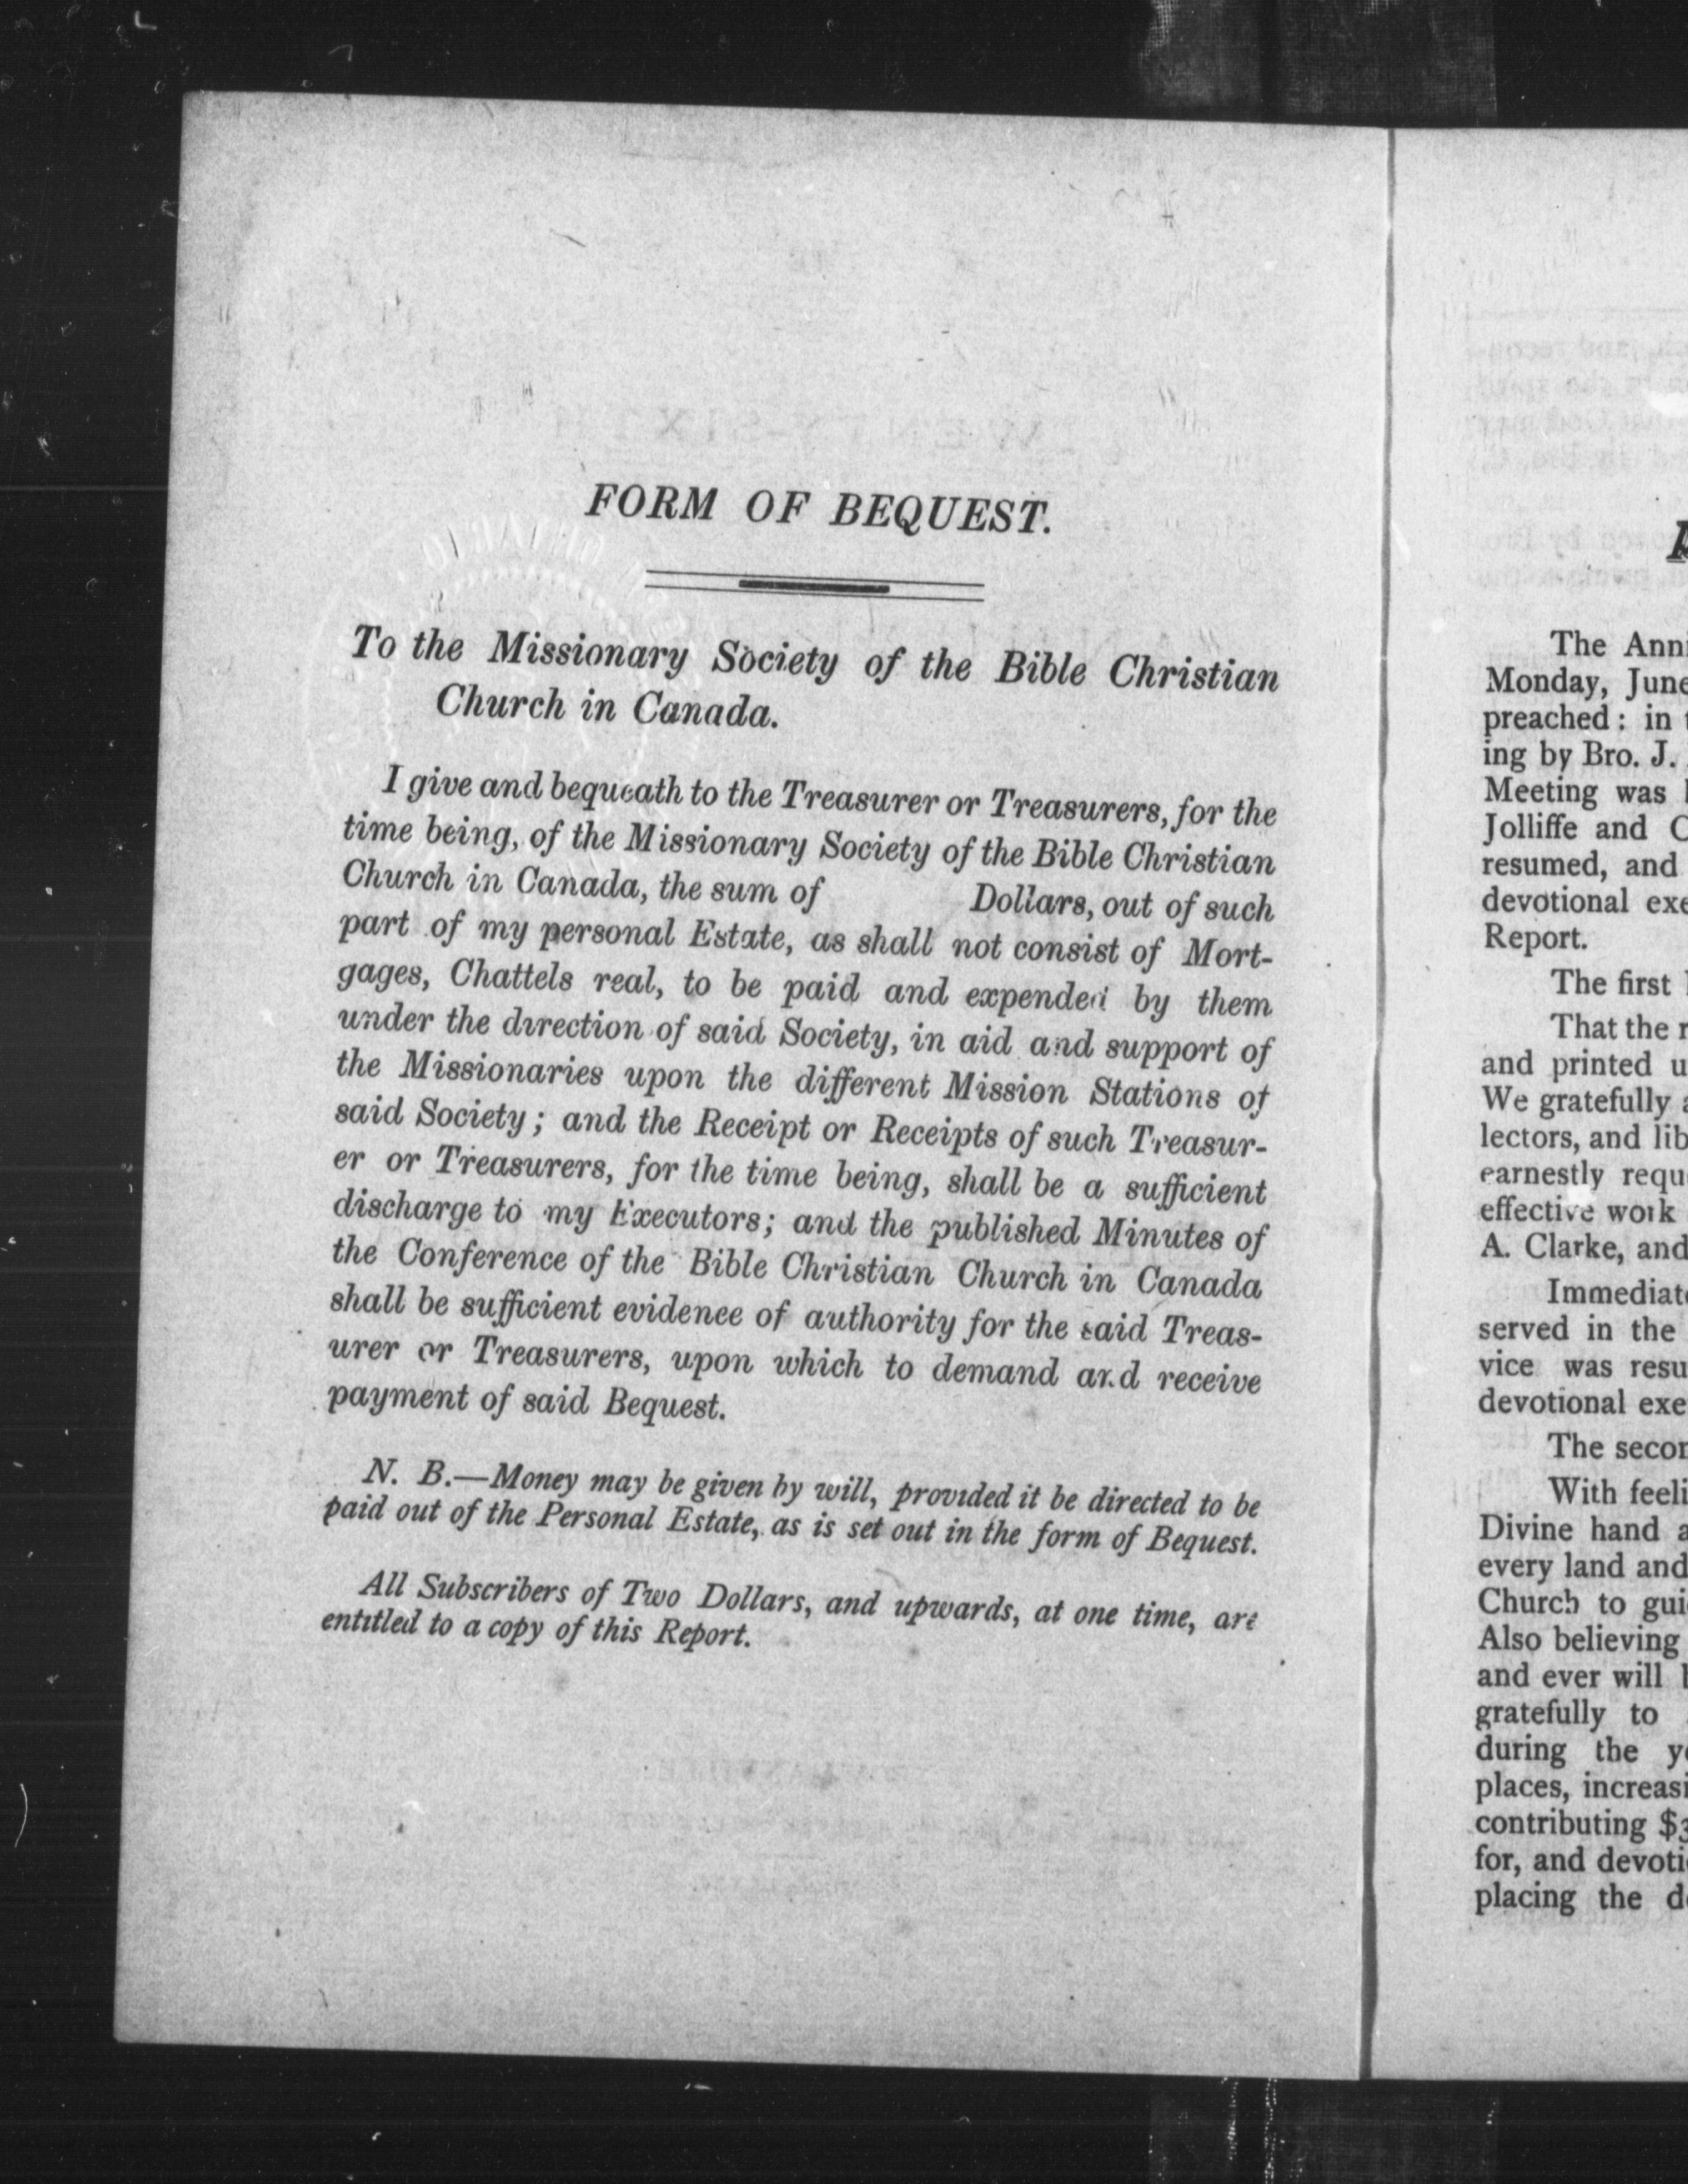 FORM OF BEQUEST.
To the Missionary Society of the Bible Christian
Church in Canada.
I give and bequeath to the Treasurer or Treasurers, for the
time being, of the Missionary Society of the Bible Christian
Church in Canada, the sum of Dollars, out of such
part of my personal Estate, as shall not consist of Mort-
gages, Chattels real, to be paid and expended by them
under the direction of said Society, in aid and support of
the Missionaries upon the different Mission Stations of
said Society; and the Receipt or Receipts of such Treasur-
er or Treasurers, for the time being, shall be a sufficient
discharge to my Executors; and the published Minutes of
the Conference of the Bible Christian Church in Canada
shall be sufficient evidence of authority for the said Treas-
urer or Treasurers, upon which to demand and receive
payment of said Bequest.
N. B.—Money may be given by will, provided it be directed to be
paid out of the Personal Estate, as is set out in the form of Bequest.
All Subscribers of Two Dollars, and upwards, at one time, are
entitled to a copy of this Report.
The
Monday, June
preached: in
ing by Bro. J.
Meeting was
Jolliffe and
resumed, and
devotional
Report.
The first
That the
and printed
We gratefully
lectors, and
earnestly
effective work
A. Clarke, and
served in the
vice was
devotional
The
With
Divine hand
every land and
Church to
Also believing
and ever will
gratefully to
during the
places,
contributing
for, and
placing the